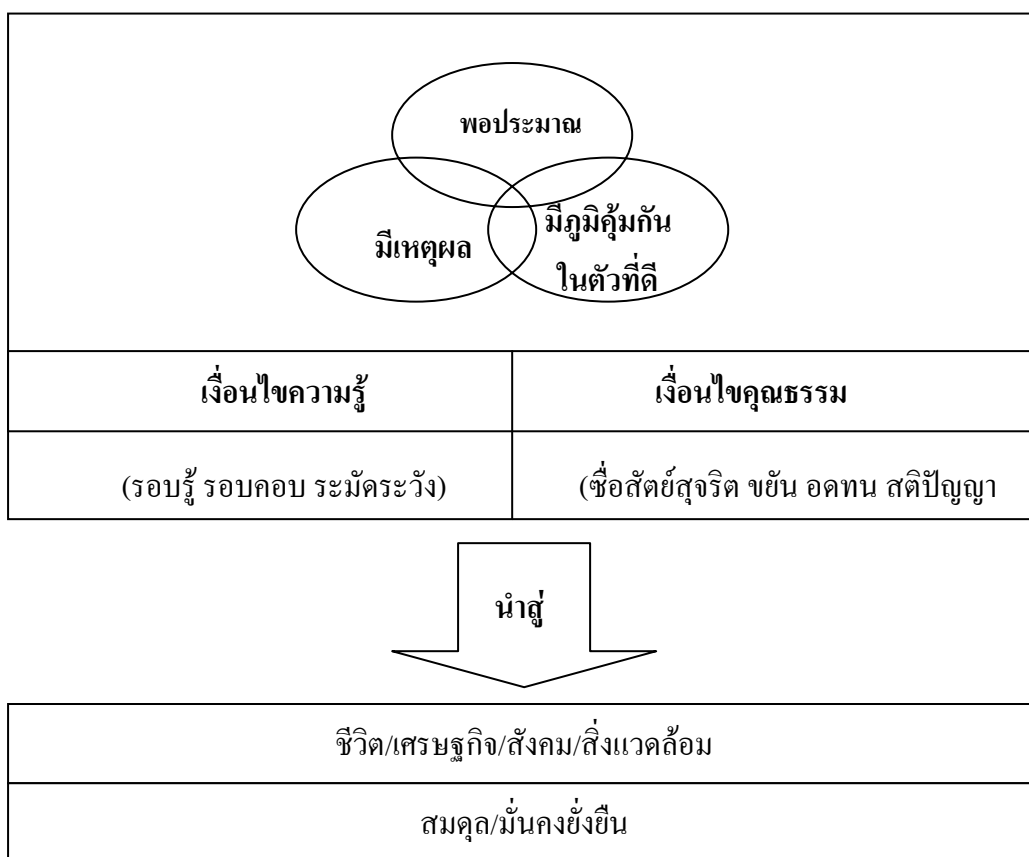 พอประมาณ
มีเหตุผล
มีภูมิคุ้มกัน
ในตัวที่ดี
เงื่อนไขความรู้
เงื่อนไขคุณธรรม
(รอบรู้ รอบคอบ ระมัดระวัง)
(ซื่อสัตย์สุจริต ขยัน อดทน สติปัญญา
นำสู่
ชีวิต/เศรษฐกิจ/สังคม/สิ่งแวดล้อม
สมดุล/มั่นคงยั่งยืน